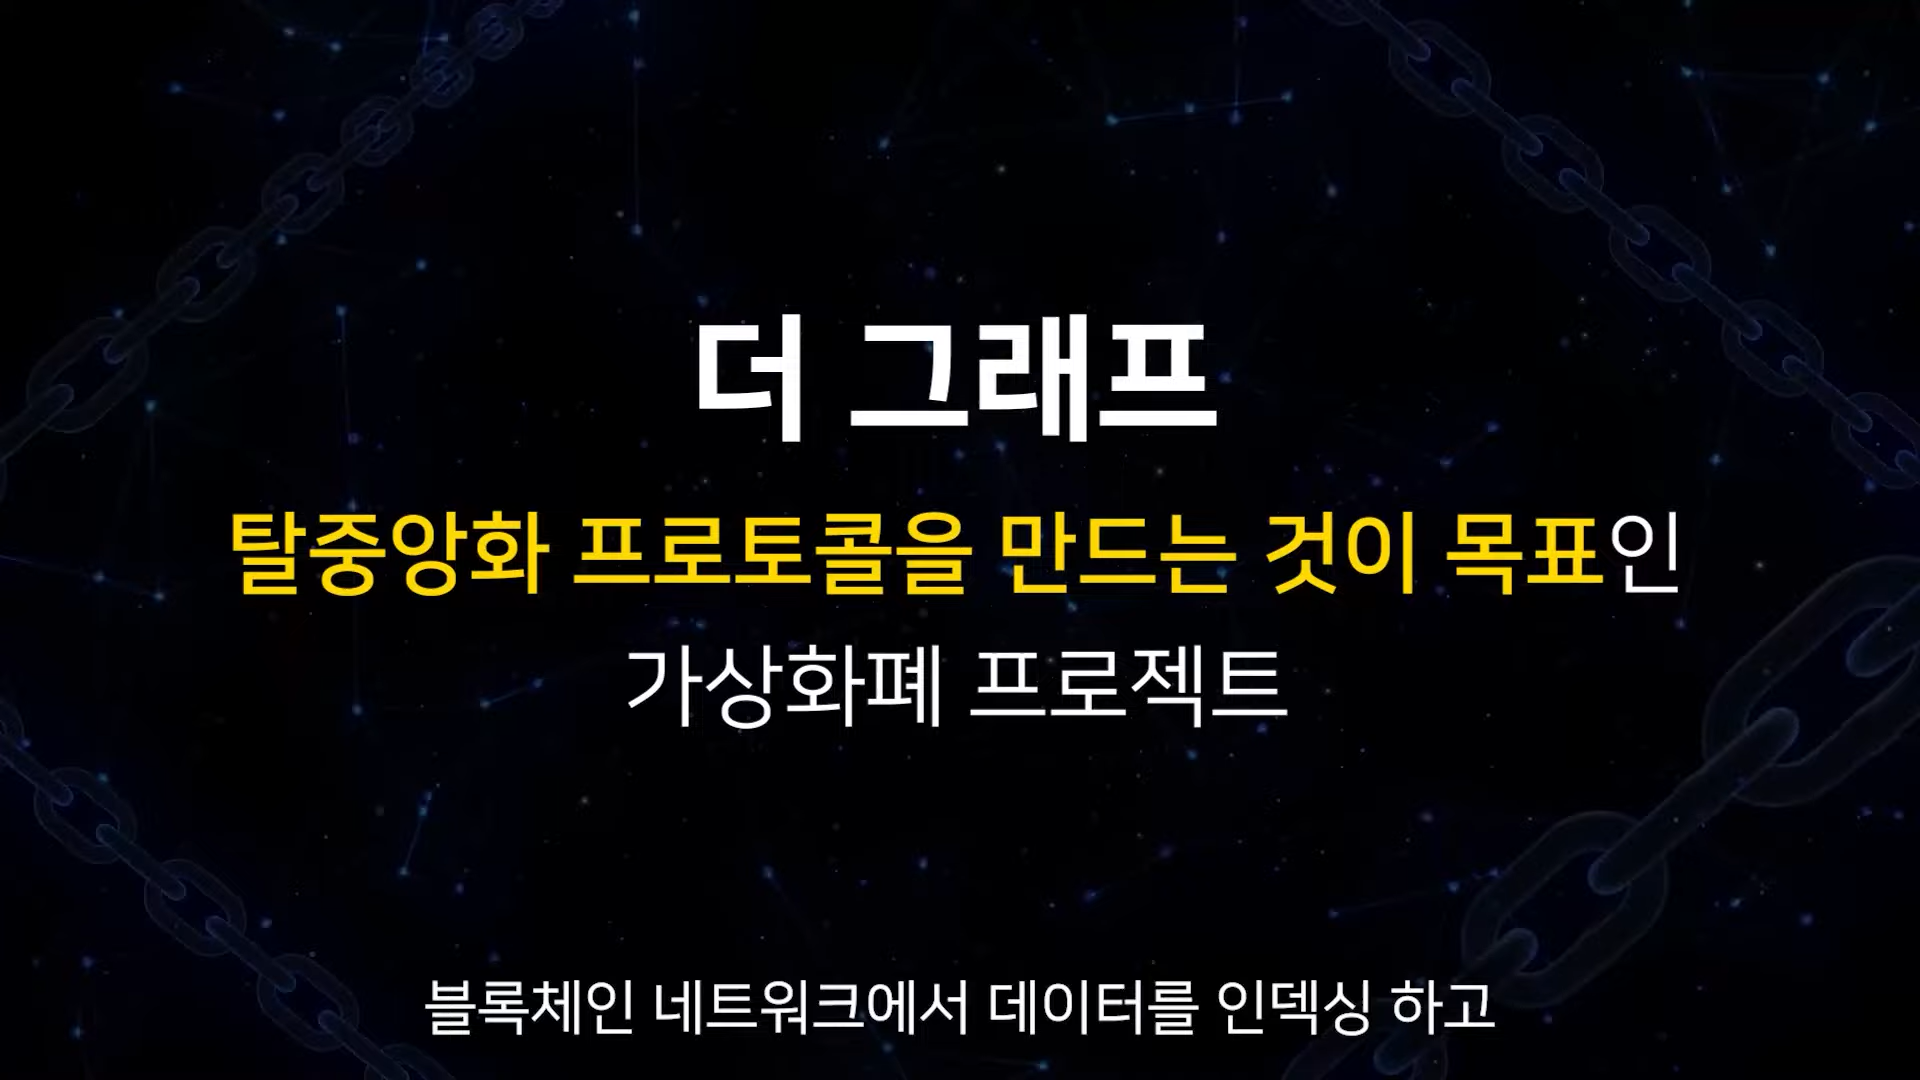 더 그래프
탈중앙화 프로토콜을 만드는 것이 목표인
가상화폐 프로젝트
블록체인 네트워크에서 데이터를 인덱싱 하고